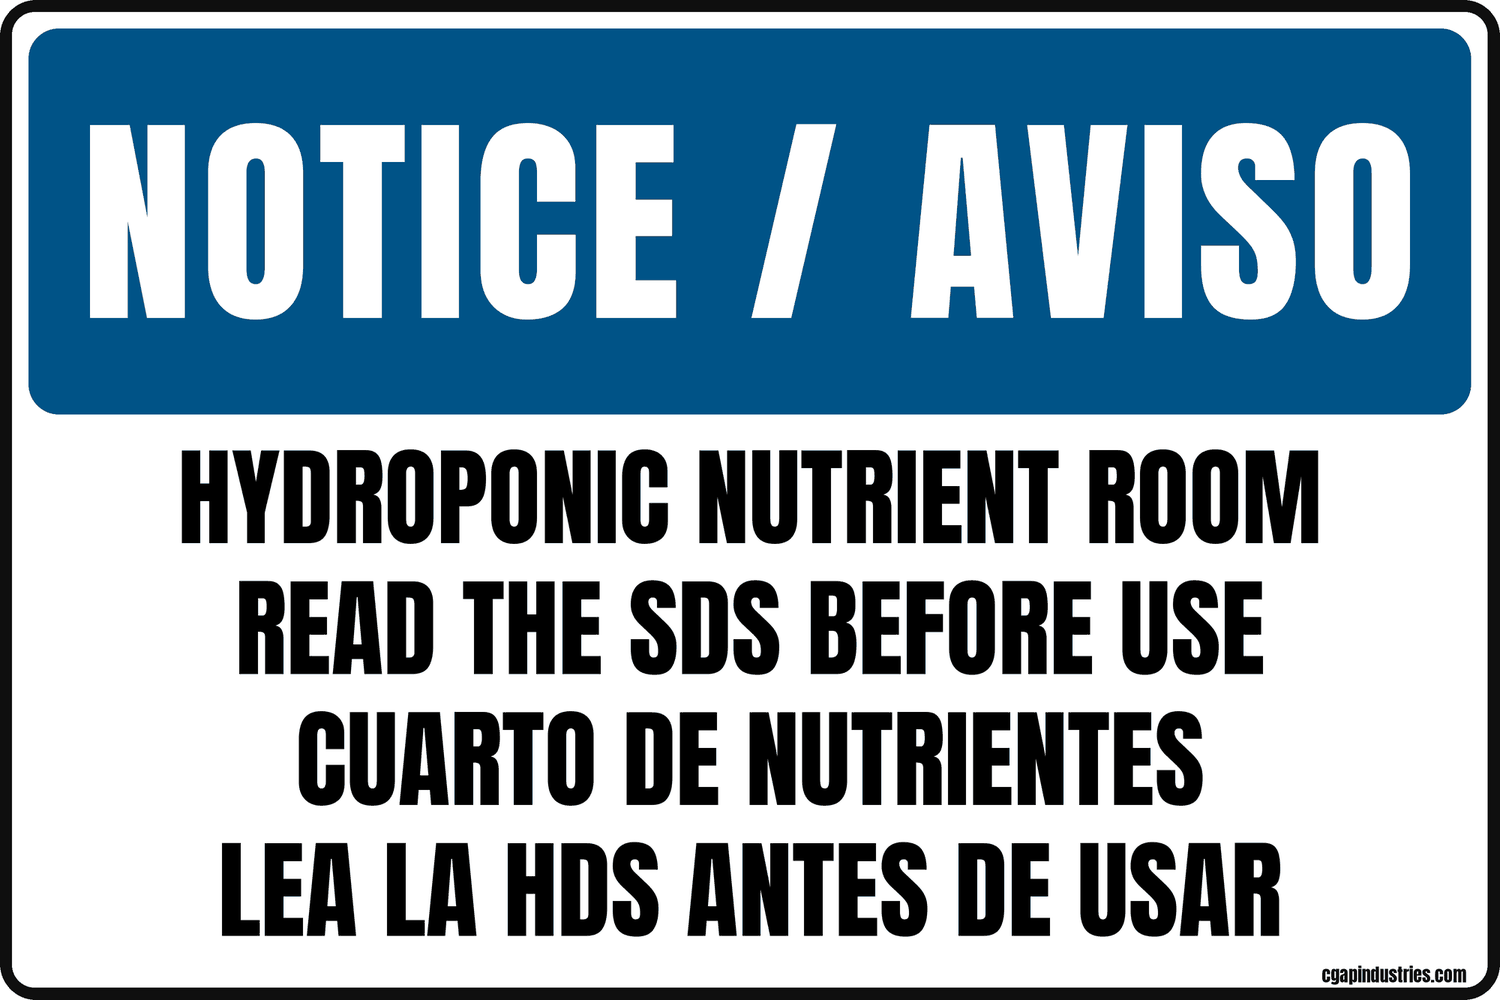 NOTICE / AVISO
HYDROPONIC NUTRIENT ROOM
READ THE SDS BEFORE USE
CUARTO DE NUTRIENTES
LEA LA HDS ANTES DE USAR
cgapindustries.com